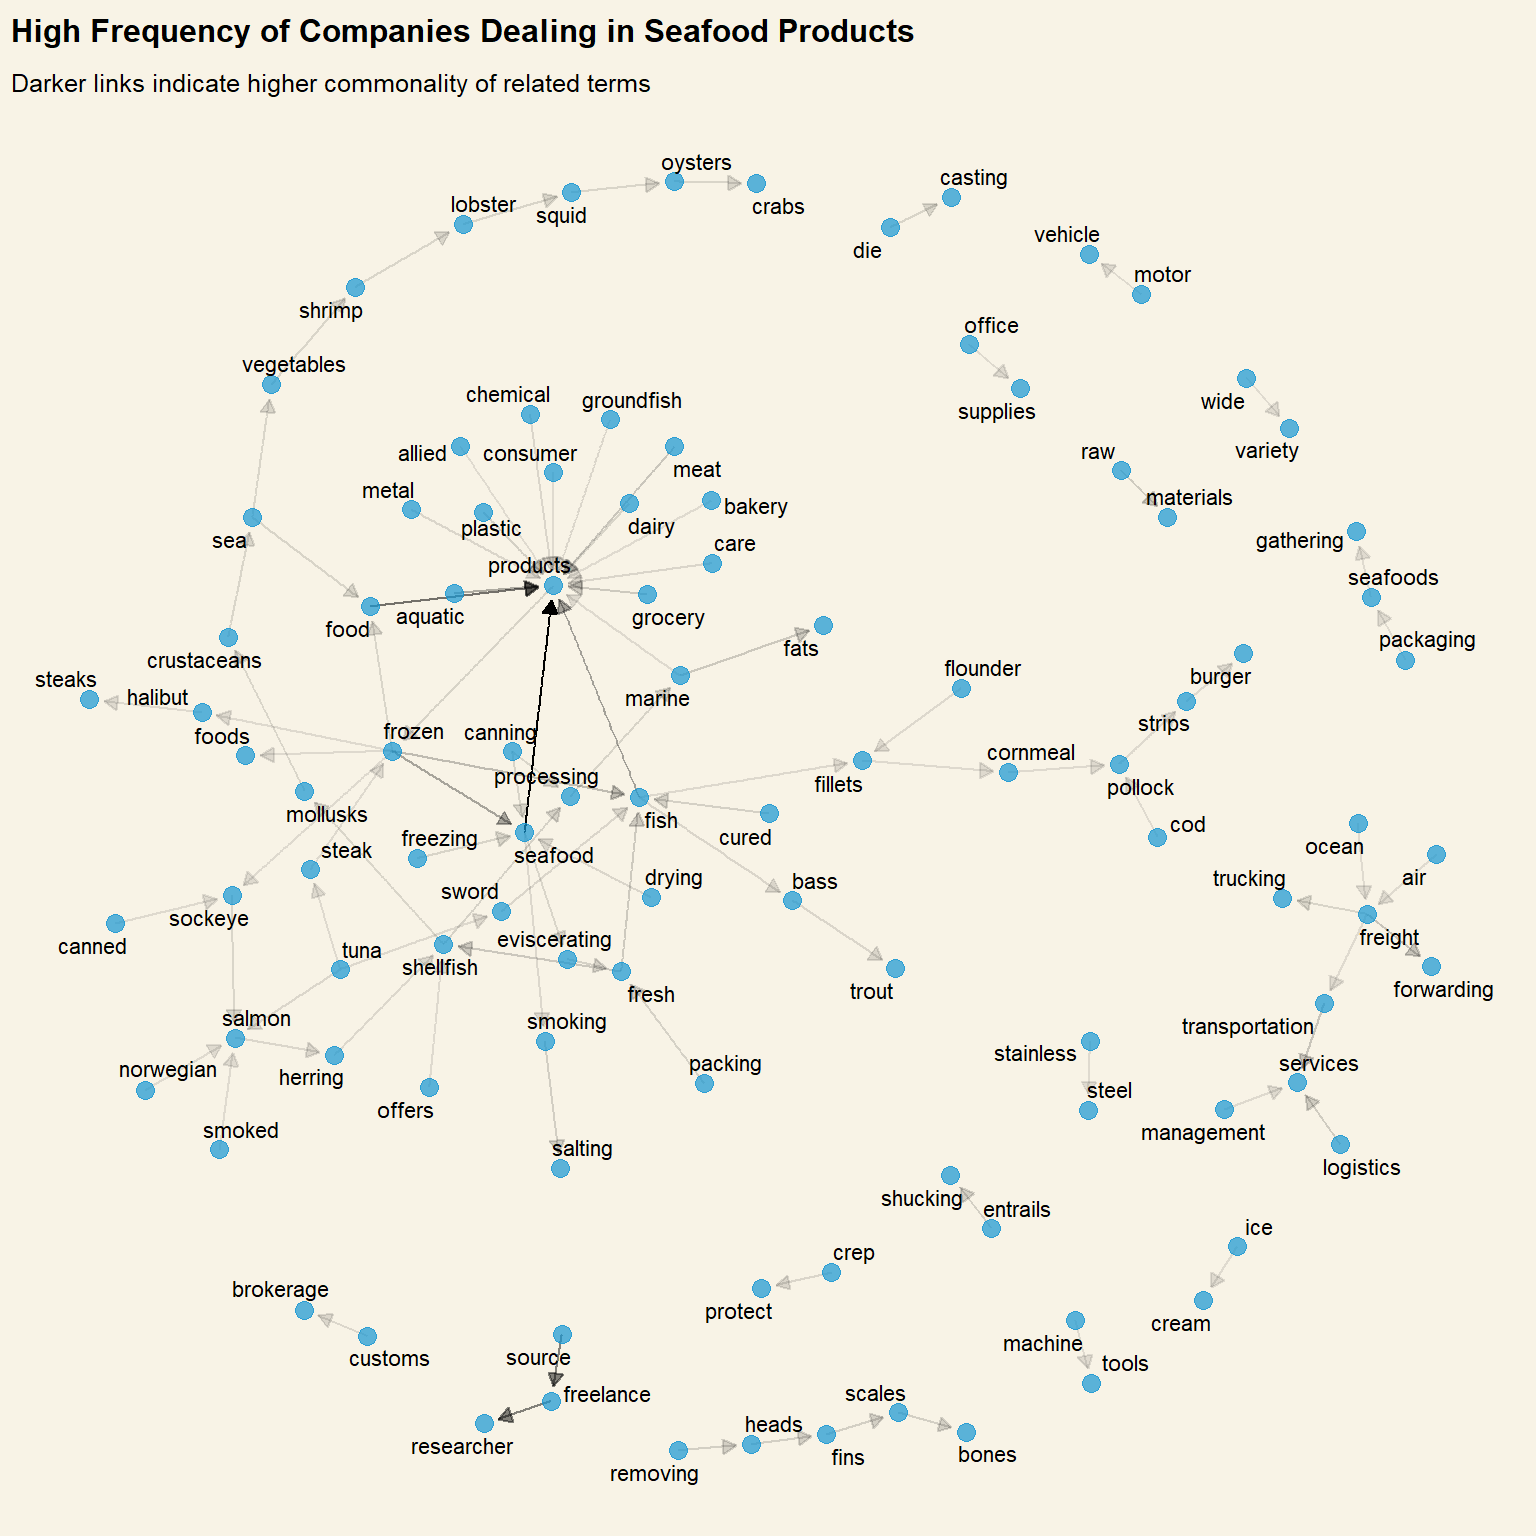 High Frequency of Companies Dealing in Seafood Products
Darker links indicate higher commonality of related terms
oysters
casting
lobster
crabs
squid
vehicle
die
motor
shrimp
office
vegetables
chemical
groundfish
wide
supplies
allied
consumer
variety
raw
meat
metal
materials
bakery
plastic
dairy
sea
gathering
care
products
seafoods
aquatic
grocery
food
packaging
fats
crustaceans
flounder
steaks
burger
halibut
marine
strips
foods
frozen
canning
cornmeal
processing
fillets
pollock
mollusks
fish
cod
cured
freezing
ocean
steak
seafood
air
drying
bass
trucking
sword
sockeye
freight
canned
eviscerating
tuna
shellfish
forwarding
fresh
trout
salmon
smoking
transportation
stainless
services
norwegian
packing
herring
steel
offers
smoked
management
salting
logistics
shucking
entrails
ice
crep
brokerage
protect
cream
machine
customs
source
tools
freelance
scales
heads
researcher
fins
bones
removing